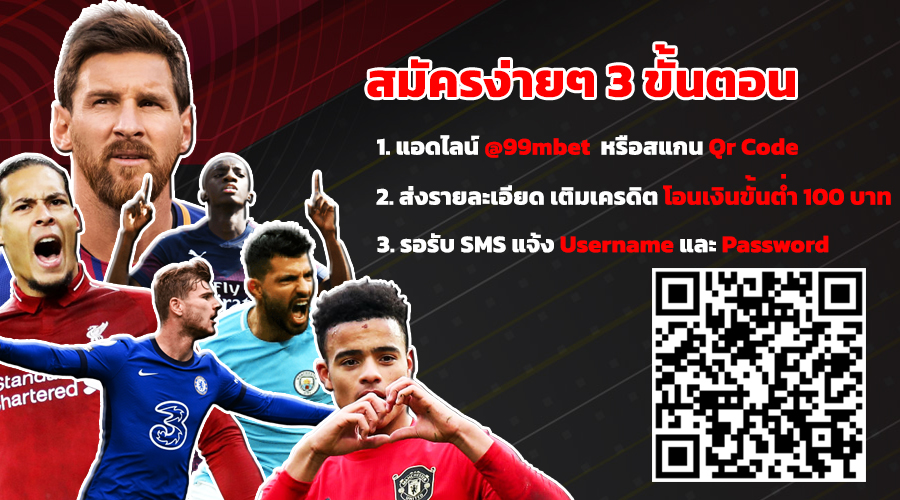 สมัครง่ายๆ 3 ขั้นตอน
1. แอดไลน์ @99mbet หรือสแกน Qr Code
2. ส่งรายละเอียด เติมเครดิต โอนเงินขั้นต่ำ 100 บาท
3. รอรับ SMS แจ้ง Username และ Password
Standard
Chartered
3